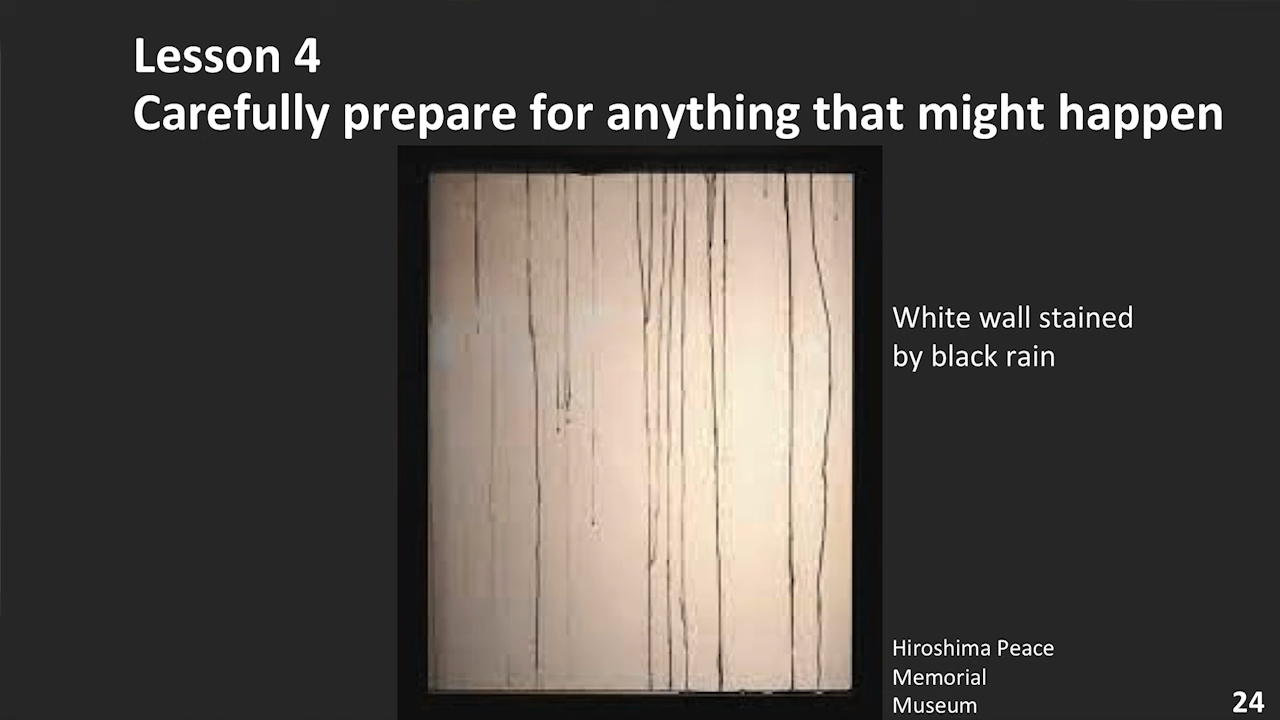 Lesson 4
Carefully prepare for anything that might happen
White wall stained
by black rain
Hiroshima Peace
Memorial
Museum
24